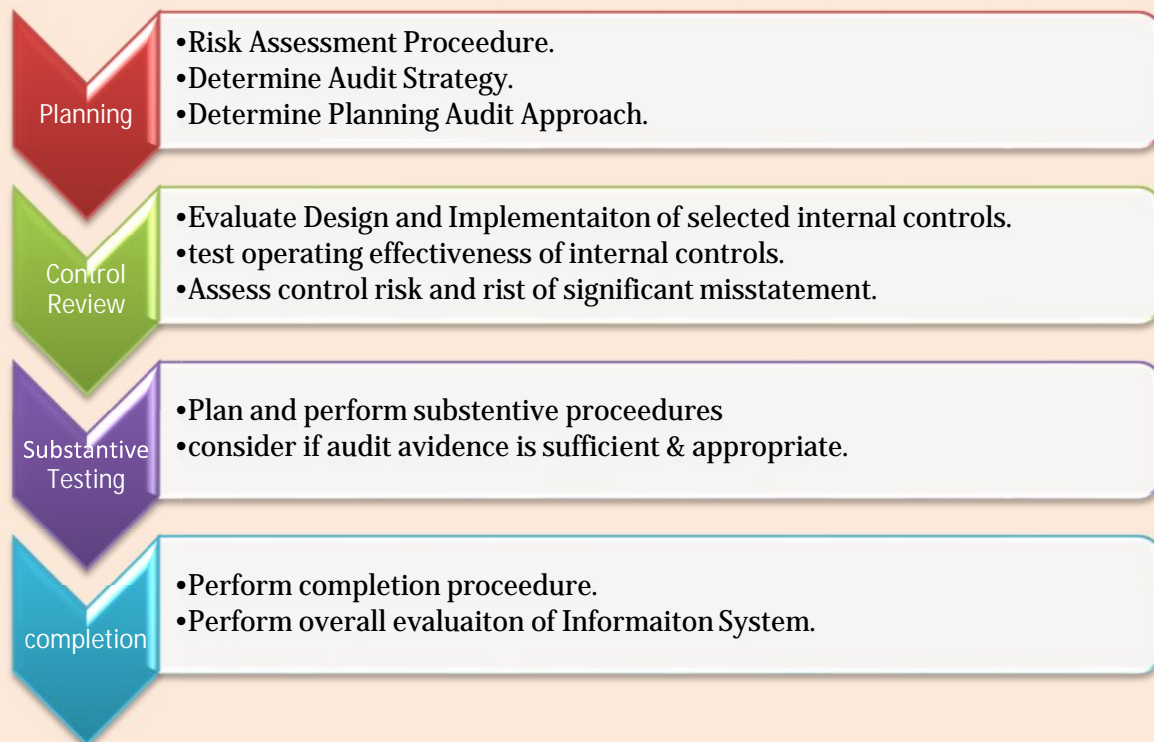 Planning
•Risk Assessment Proceedure.
•Determine Audit Strategy.
•Determine Planning Audit Approach.
Control
Review
•Evaluate Design and Implementaiton of selected internal controls.
•test operating effectiveness of internal controls.
•Assess control risk and rist of significant misstatement.
Substantive
Testing
•Plan and perform substentive proceedures
•consider if audit avidence is sufficient & appropriate.
completion
•Perform completion proceedure.
•Perform overall evaluaiton of Informaiton System.